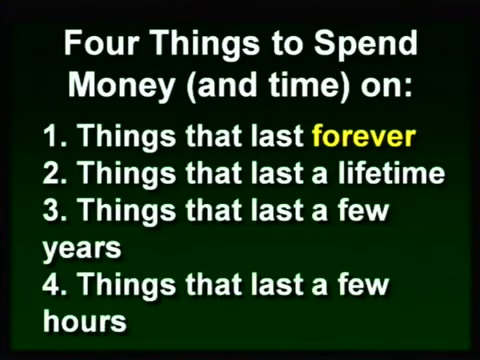 Four Things to Spend
Money (and time) on:
1. Things that last forever
2. Things that last a lifetime
3. Things that last a few
years
4. Things that last a few
hours